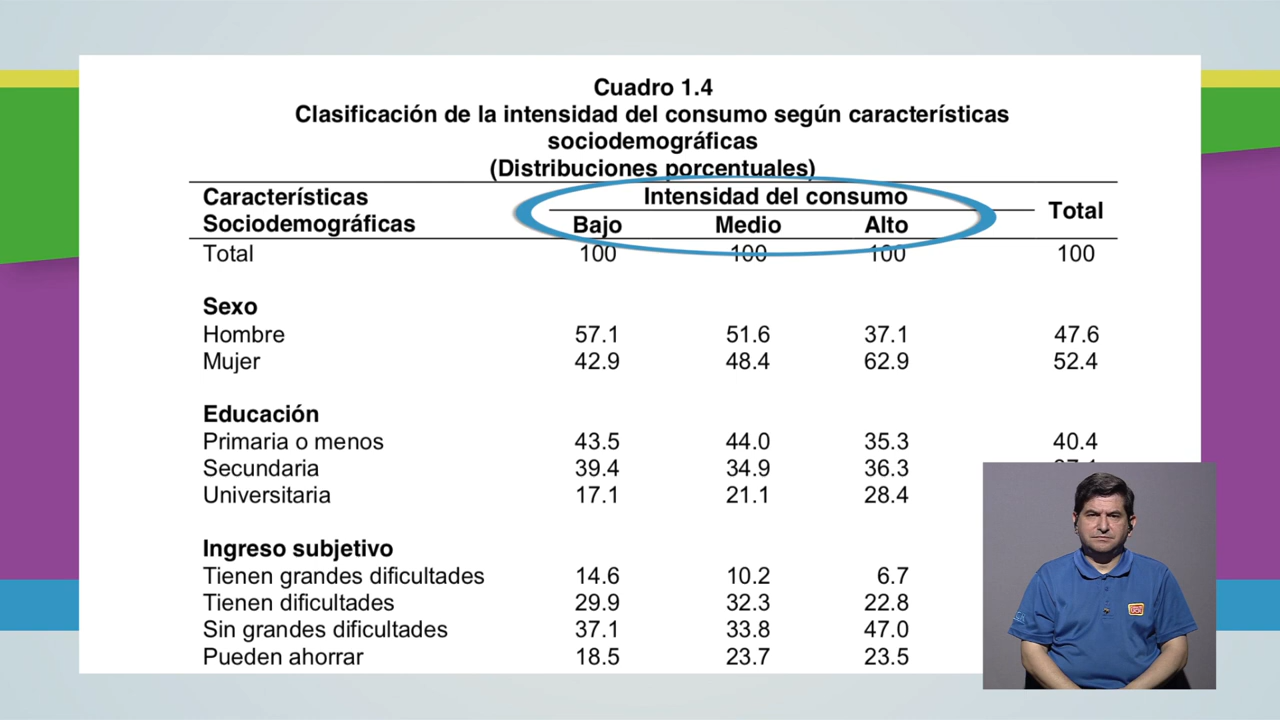 Cuadro 1.4
Clasificación de la intensidad del consumo según características
sociodemográficas
(Distribuciones porcentuales)
Características Sociodemográficas Intensidad del consumo Total
Bajo Medio Alto
Total 100 100 100 100
Sexo
Hombre 57.1 51.6 37.1 47.6
Mujer 42.9 48.4 62.9 52.4
Educación
Primaria o menos 43.5 44.0 35.3 40.4
Secundaria 39.4 34.9 36.3
Universitaria 17.1 21.1 28.4
Ingreso subjetivo
Tienen grandes dificultades 14.6 10.2 6.7
Tienen dificultades 29.9 32.3 22.8
Sin grandes dificultades 37.1 33.8 47.0
Pueden ahorrar 18.5 23.7 23.5